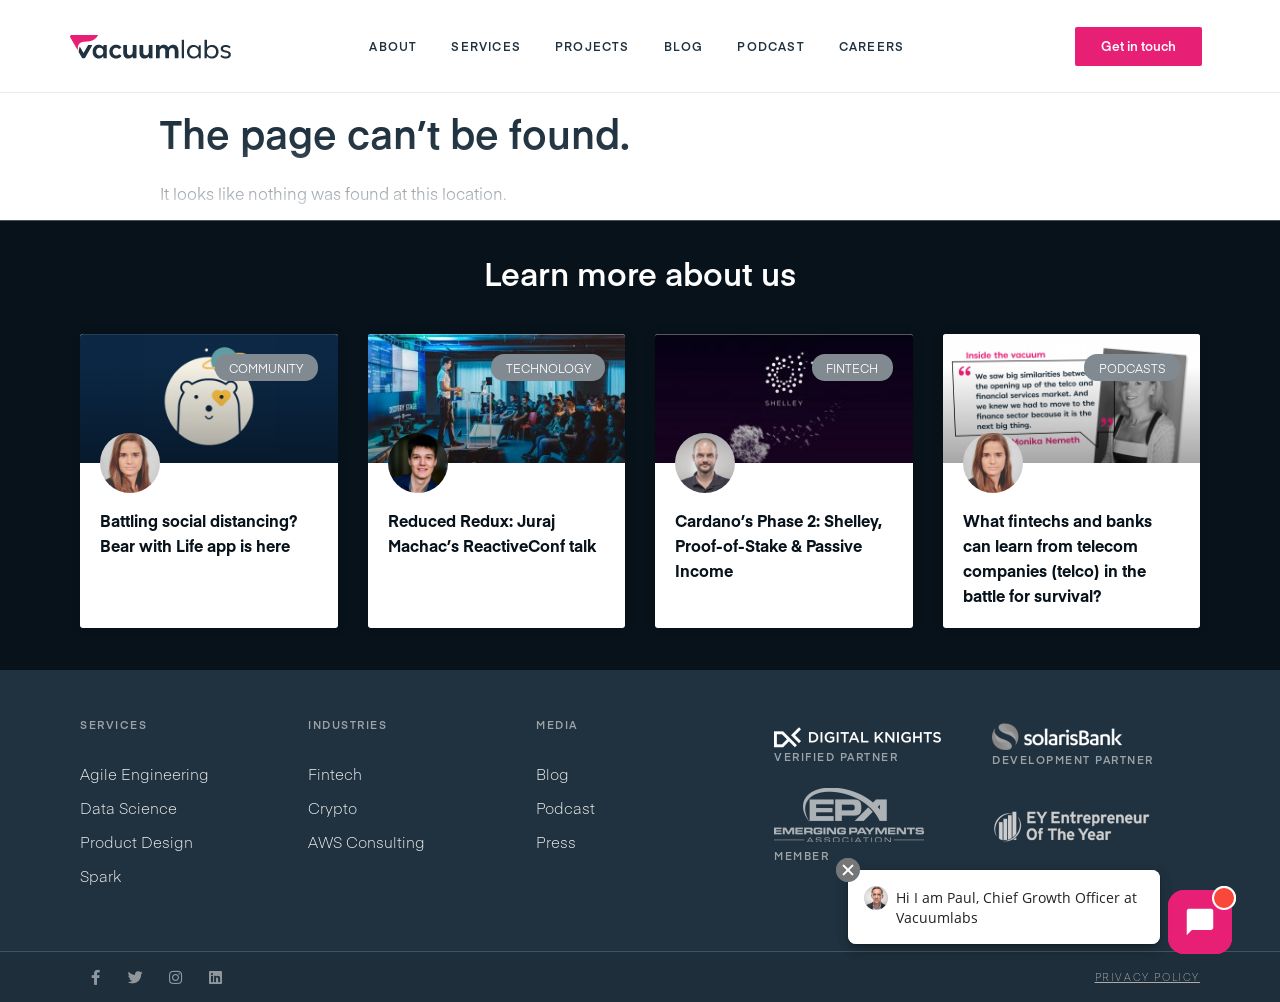 vacuumlabs
ABOUT
SERVICES
PROJECTS
BLOG
PODCAST
CAREERS
Get in touch
The page can’t be found.
It looks like nothing was found at this location.
Learn more about us
COMMUNITY
Battling social distancing?
Bear with Life app is here
TECHNOLOGY
Reduced Redux: Juraj
Machac’s ReactiveConf talk
FINTECH
SHELLEY
Cardano’s Phase 2: Shelley,
Proof-of-Stake & Passive
Income
PODCASTS
Inside the vacuum
We saw big similarities between
the opening up of the telco and
financial services market. And
we knew we had to move to the
finance sector because it is the
next big thing.
Monika Nemeth
What fintechs and banks
can learn from telecom
companies (telco) in the
battle for survival?
SERVICES
Agile Engineering
Data Science
Product Design
Spark
INDUSTRIES
Fintech
Crypto
AWS Consulting
MEDIA
Blog
Podcast
Press
DIGITAL KNIGHTS
VERIFIED PARTNER
solarisBank
DEVELOPMENT PARTNER
EPA
EMERGING PAYMENTS
ASSOCIATION
MEMBER
EY Entrepreneur
Of The Year
Hi I am Paul, Chief Growth Officer at
Vacuumlabs
PRIVACY POLICY